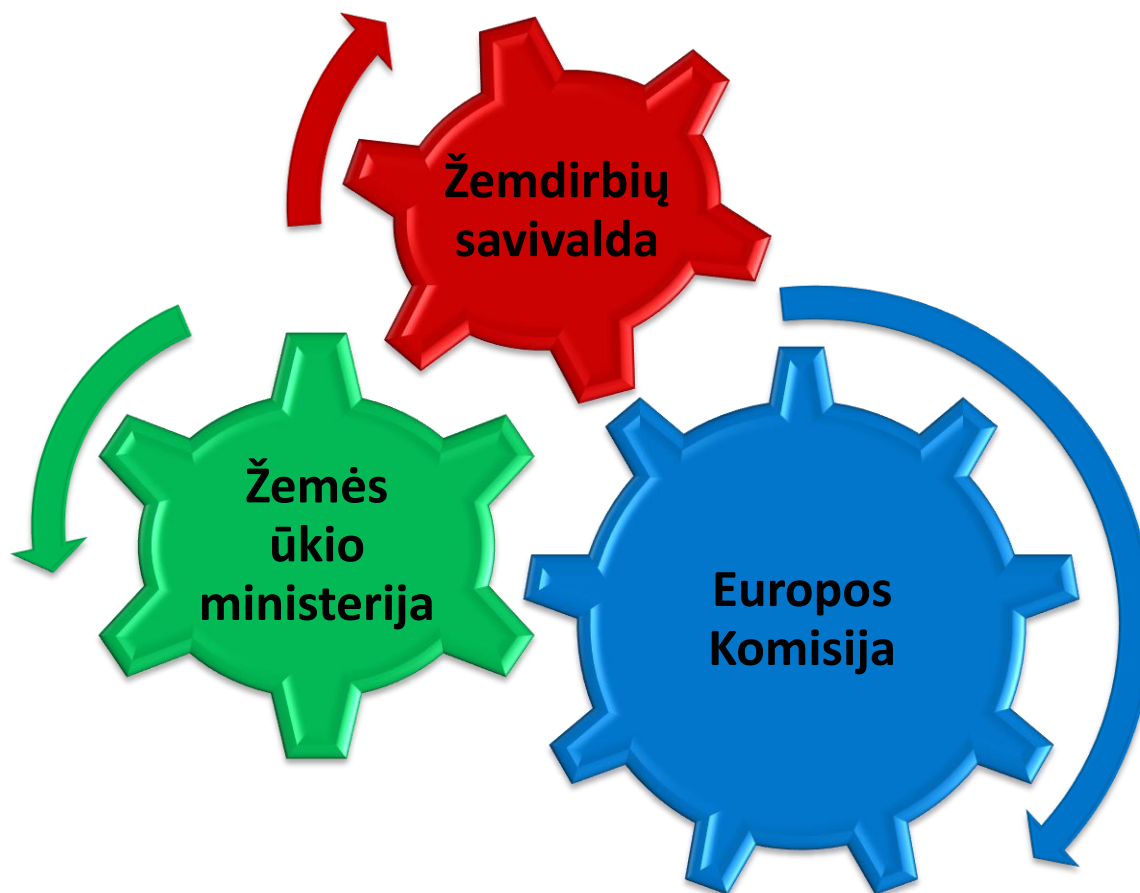 Žemdirbių
savivalda
Žemės
ūkio
ministerija
Europos
Komisija